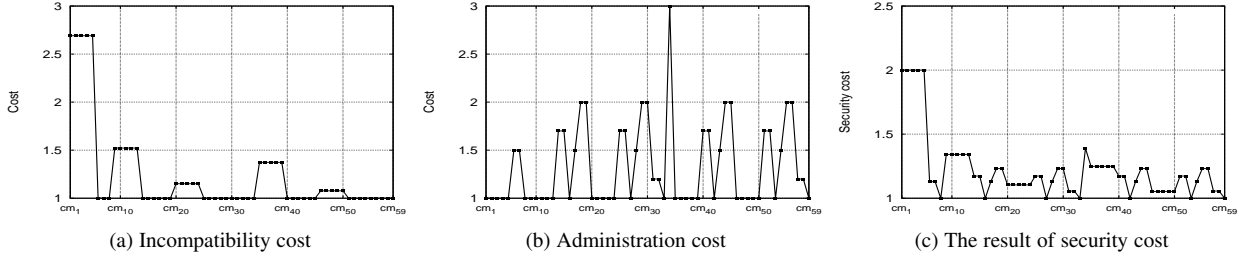 3
2.5
2
1.5
1
Cost
cm1 cm10 cm20 cm30 cm40 cm50 cm59
(a) Incompatibility cost
3
2.5
2
1.5
1
Cost
cm1 cm10 cm20 cm30 cm40 cm50 cm59
(b) Administration cost
2.5
2
1.5
1
Security cost
cm1 cm10 cm20 cm30 cm40 cm50 cm59
(c) The result of security cost